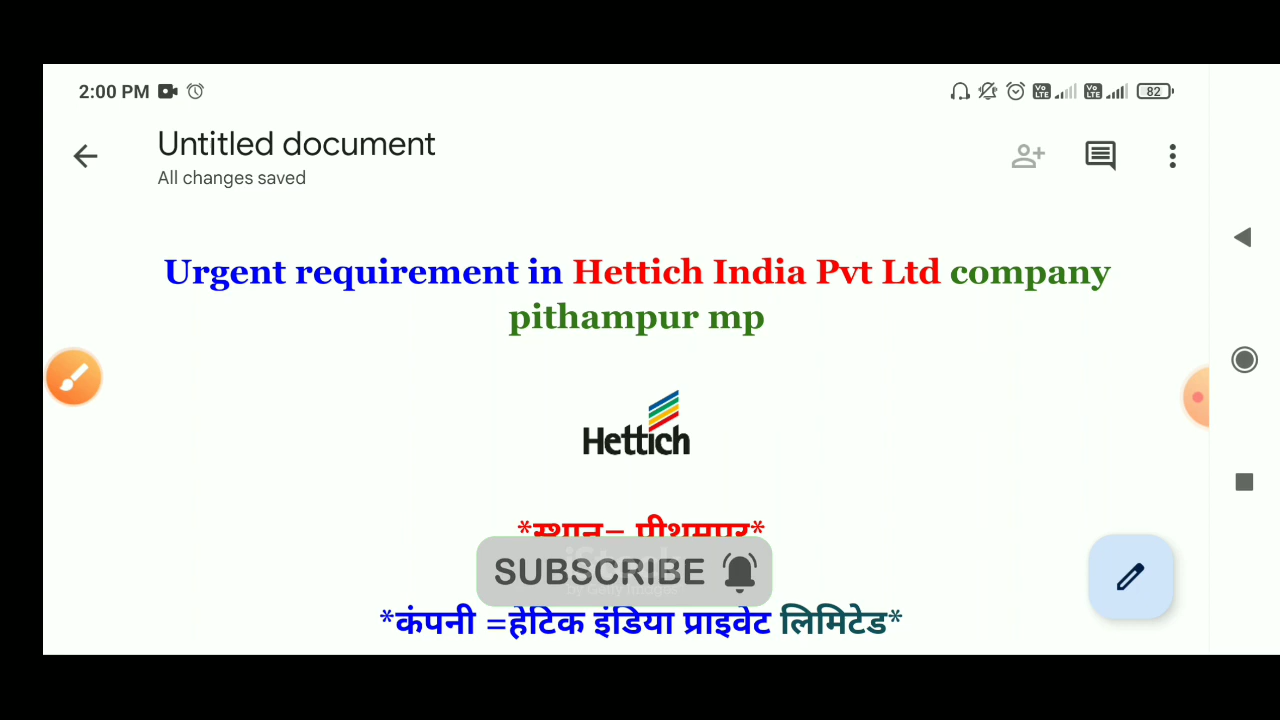 2:00 PM
82
Untitled document
All changes saved
Urgent requirement in Hettich India Pvt Ltd company
pithampur mp
Hettich
*स्थान= पीथमपुर*
SUBSCRIBE
*कंपनी =हेटिक इंडिया प्राइवेट लिमिटेड*